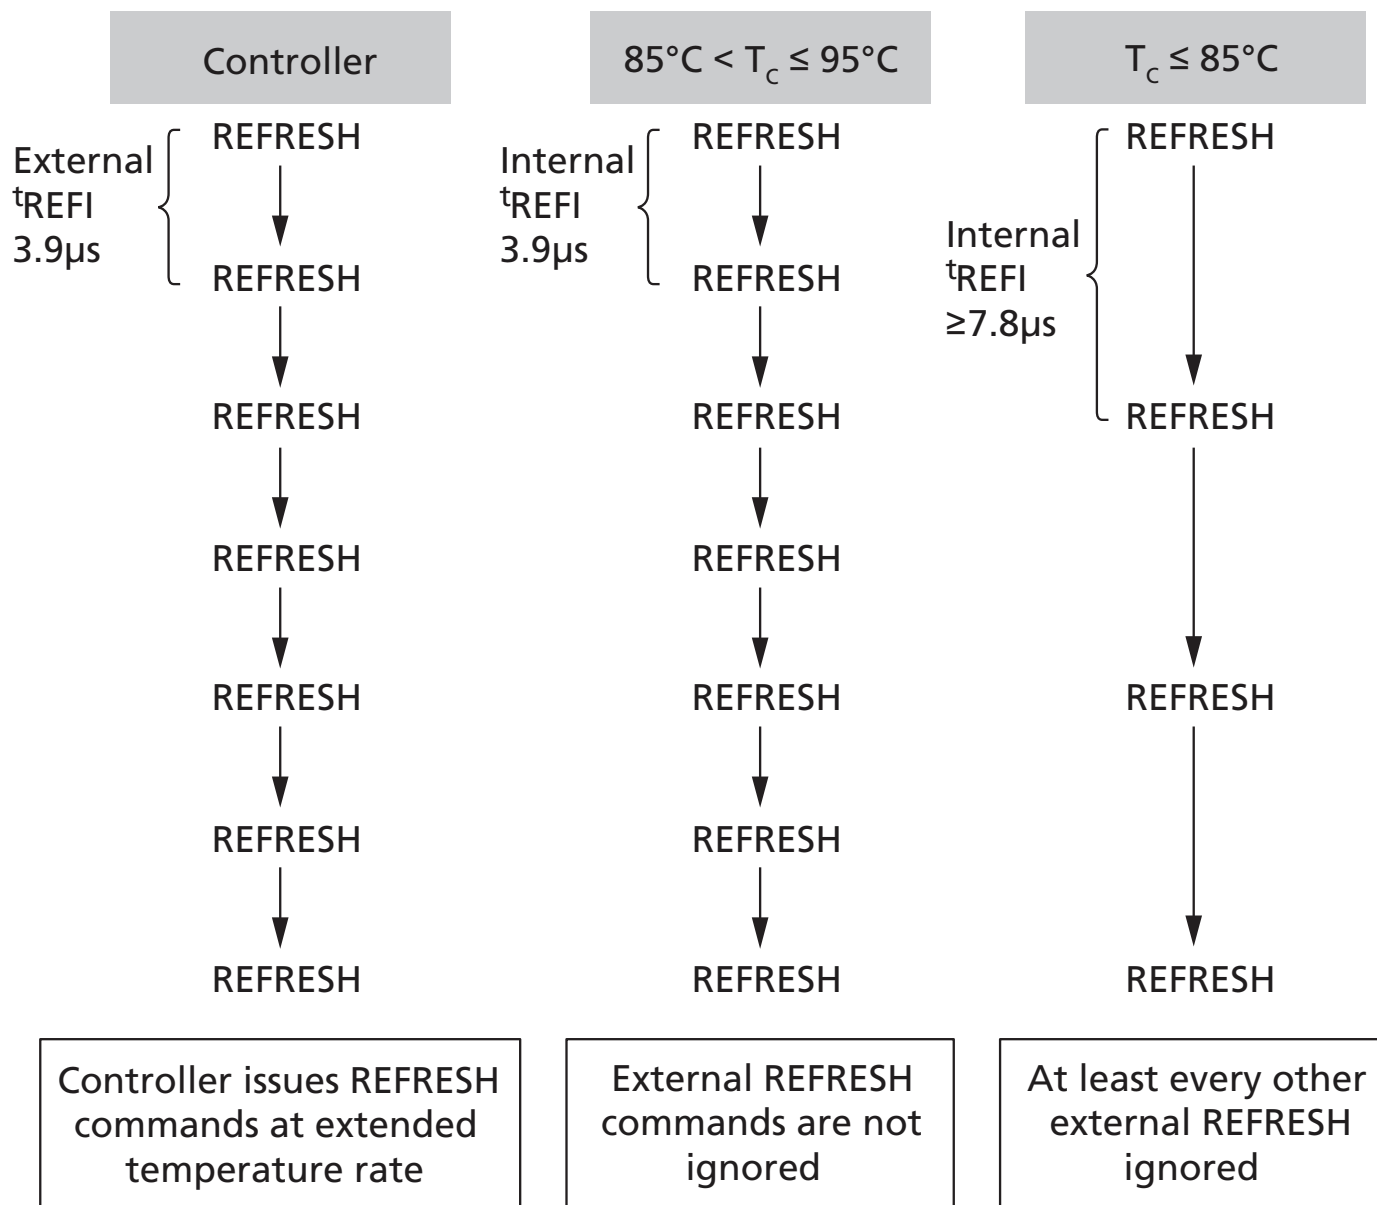 Controller
External
tREFI
3.9µs
REFRESH
REFRESH
REFRESH
REFRESH
REFRESH
REFRESH
REFRESH
Controller issues REFRESH
commands at extended
temperature rate
85°C < Tc ≤ 95°C
Internal
tREFI
3.9µs
REFRESH
REFRESH
REFRESH
REFRESH
REFRESH
REFRESH
REFRESH
External REFRESH
commands are not
ignored
Tc ≤ 85°C
Internal
tREFI
≥7.8µs
REFRESH
REFRESH
REFRESH
REFRESH
At least every other
external REFRESH
ignored